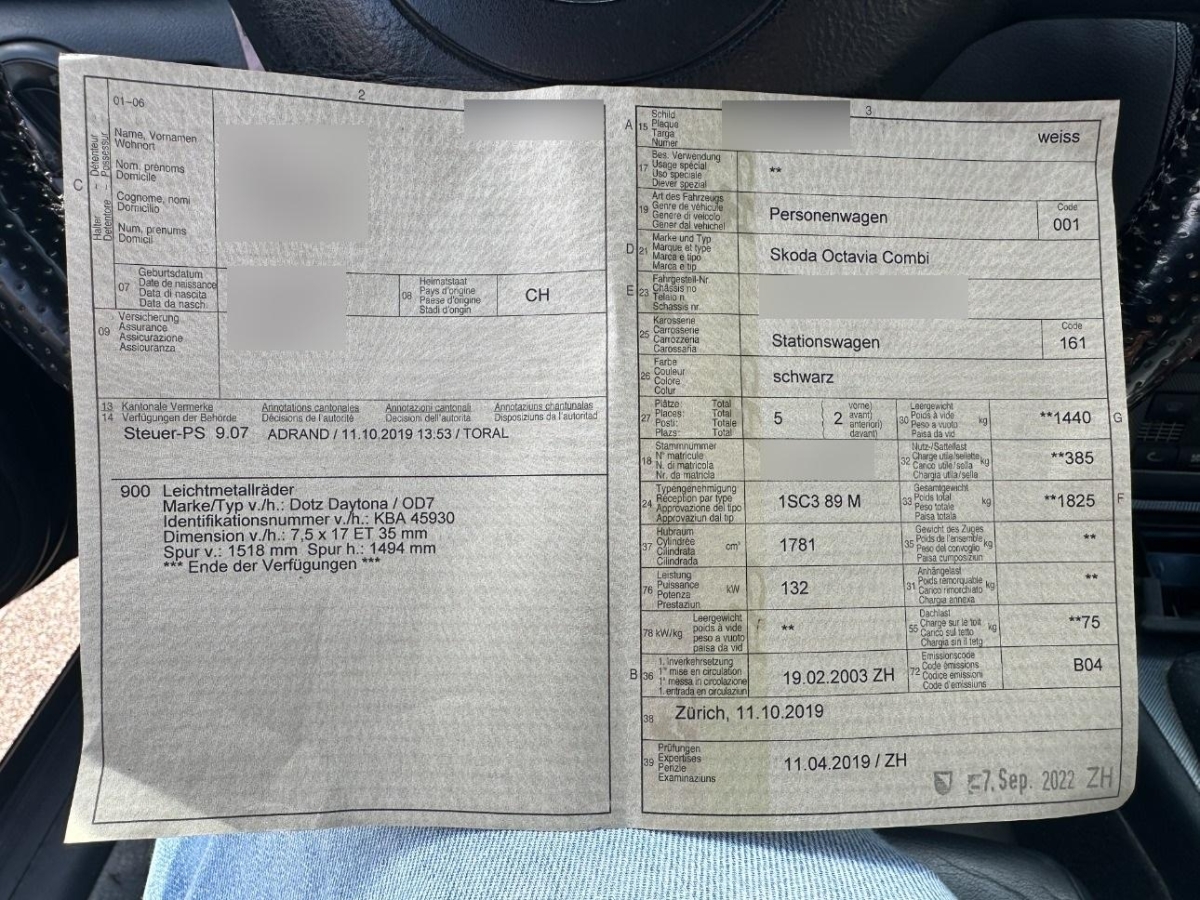 2
01-06
Halter – Détenteur
Detentore – Possessur
C
Name, Vornamen
Wohnort
Nom, prénoms
Domicile
Cognome, nomi
Domicilio
Num, prenums
Domicil
07
Geburtsdatum
Date de naissance
Data di nascita
Data da nasch.
08
Heimatstaat
Pays d'origine
Paese d'origine
Stadi d'origin
CH
09
Versicherung
Assurance
Assicurazione
Assicuranza
13 Kantonale Vermerke Annotations cantonales Annotazioni cantonali Annotaziuns chantunalas
14 Verfügungen der Behörde Décisions de l'autorité Decisioni dell'autorità Disposiziuns da l'autoritad
Steuer-PS 9.07 ADRAND / 11.10.2019 13:53 / TORAL
900 Leichtmetallräder
Marke/Typ v./h.: Dotz Daytona / OD7
Identifikationsnummer v./h.: KBA 45930
Dimension v./h.: 7,5 x 17 ET 35 mm
Spur v.: 1518 mm Spur h.: 1494 mm
*** Ende der Verfügungen ***
3
A 15
Schild
Plaque
Targa
Numer
weiss
17
Bes. Verwendung
Usage spécial
Uso speciale
Diever spezial
**
19
Art des Fahrzeugs
Genre de véhicule
Genere di veicolo
Gener dal vehichel
Personenwagen
Code
001
D 21
Marke und Typ
Marque et type
Marca e tipo
Marca e tip
Skoda Octavia Combi
E 23
Fahrgestell-Nr.
Châssis no
Telaio n.
Schassis nr.
25
Karosserie
Carrosserie
Carrozzeria
Carossaria
Stationswagen
Code
161
26
Farbe
Couleur
Colore
Colur
schwarz
27
Plätze: Total
Places: Total
Posti: Totale
Plazs: Total
5
2
vorne)
avant)
anteriori)
davant)
30
Leergewicht
Poids à vide
Peso a vuoto
Paisa da vid
kg
**1440
G
18
Stammnummer
N° matricule
N. di matricola
Nr. da matricla
32
Nutz-/Sattellast
Charge utile/sellette
Carico utile/sella
Chargia utila/sella
kg
**385
24
Typengenehmigung
Réception par type
Approvazione del tipo
Approvaziun dal tip
1SC3 89 M
33
Gesamtgewicht
Poids total
Peso totale
Paisa totala
kg
**1825
F
37
Hubraum
Cylindrée
Cilindrata
Cilindrada
cm³
1781
35
Gewicht des Zuges
Poids de l'ensemble
Peso del convoglio
Paisa cumposiziun
kg
**
76
Leistung
Puissance
Potenza
Prestaziun
kW
132
31
Anhängelast
Poids remorquable
Carico rimorchiato
Chargia annexa
kg
**
78 kW/kg
Leergewicht
poids à vide
peso a vuoto
paisa da vid
**
55
Dachlast
Charge sur le toit
Carico sul tetto
Chargia sin il tetg
kg
**75
B 36
1. Inverkehrsetzung
1re mise en circulation
1a messa in circolazione
1. entrada en circulaziun
19.02.2003 ZH
72
Emissionscode
Code émissions
Codice emissioni
Code d'emissiuns
B04
38
Zürich, 11.10.2019
39
Prüfungen
Expertises
Perizie
Examinaziuns
11.04.2019 / ZH
-7. Sep. 2022 ZH